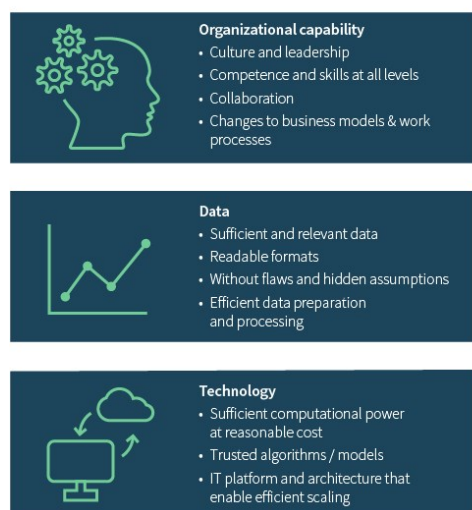 Organizational capability
• Culture and leadership
• Competence and skills at all levels
• Collaboration
• Changes to business models & work
processes
Data
• Sufficient and relevant data
• Readable formats
• Without flaws and hidden assumptions
• Efficient data preparation
and processing
Technology
• Sufficient computational power
at reasonable cost
• Trusted algorithms / models
• IT platform and architecture that
enable efficient scaling